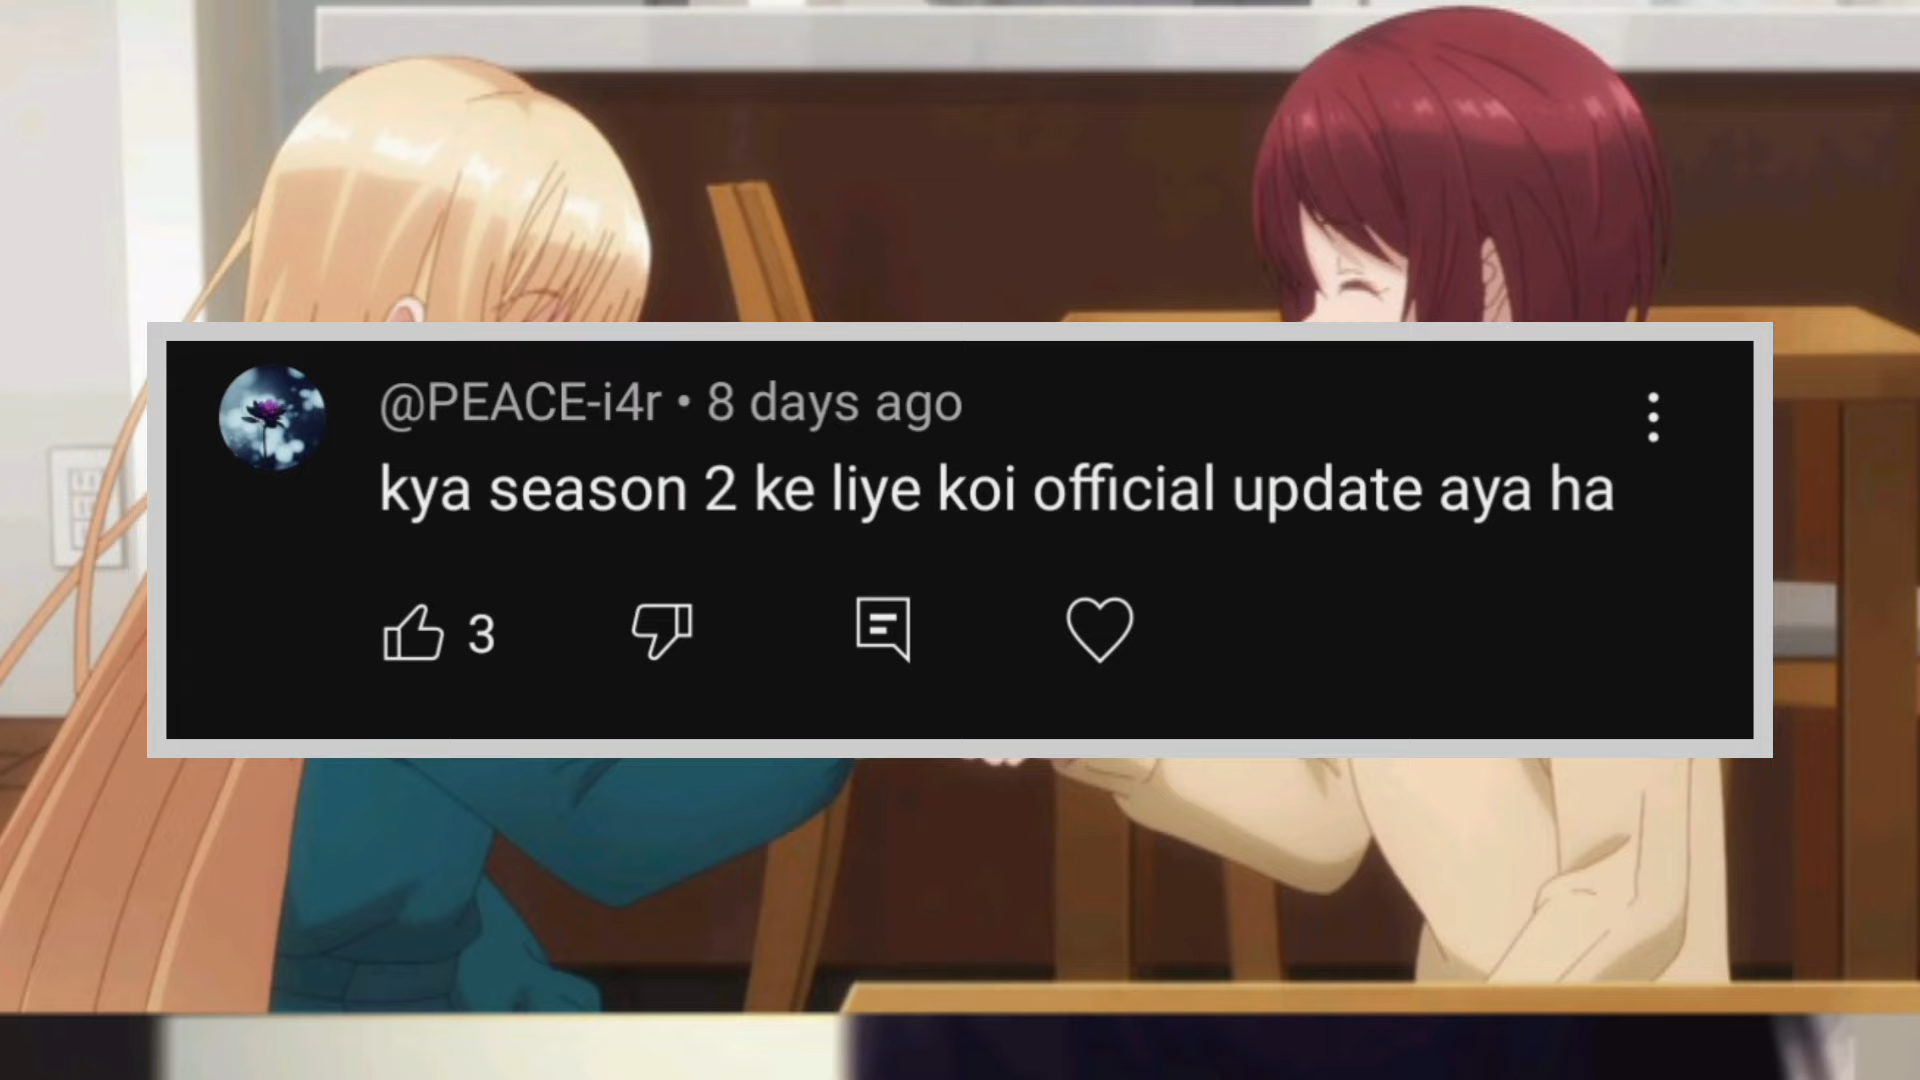 @PEACE-i4r • 8 days ago
kya season 2 ke liye koi official update aya ha
3